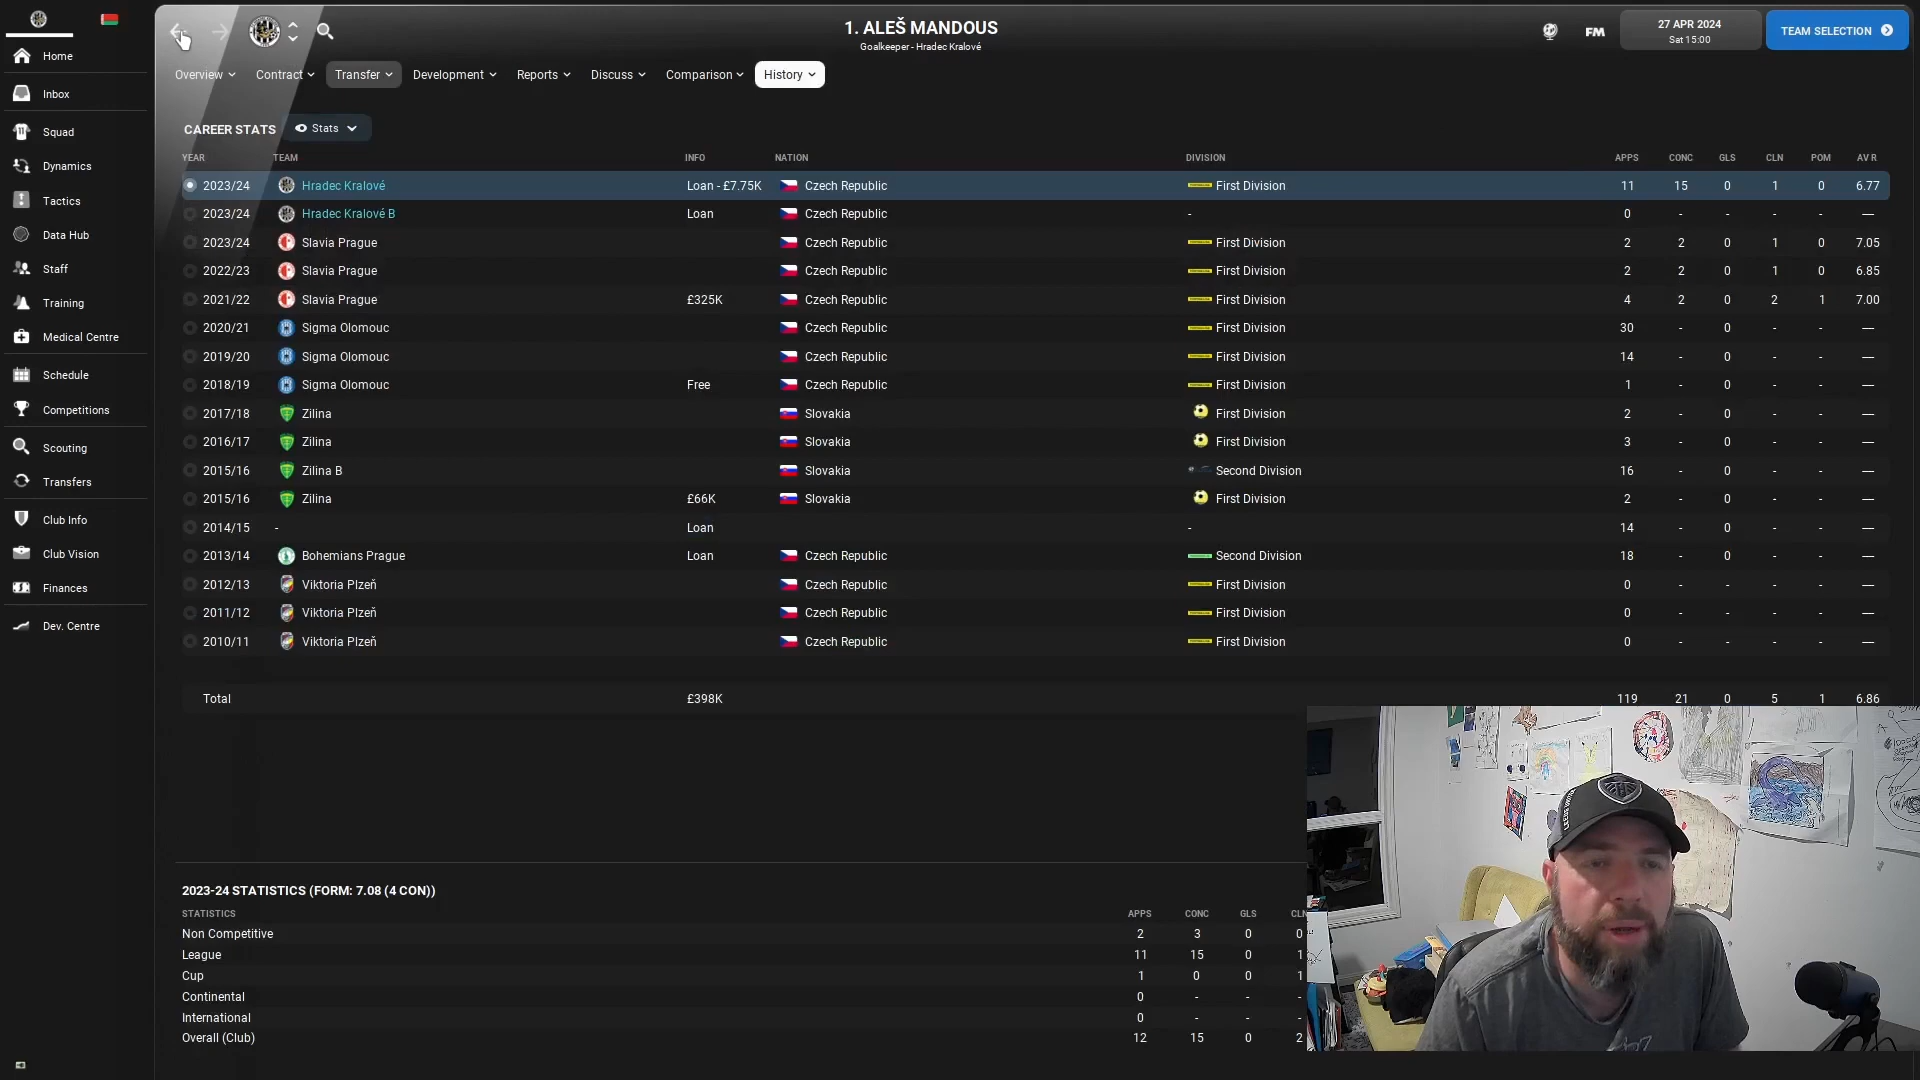 1. ALEŠ MANDOUS
Goalkeeper - Hradec Kralové
FM
27 APR 2024
Sat 15:00
TEAM SELECTION
Home
Inbox
Squad
Dynamics
Tactics
Data Hub
Staff
Training
Medical Centre
Schedule
Competitions
Scouting
Transfers
Club Info
Club Vision
Finances
Dev. Centre
Overview Contract Transfer Development Reports Discuss Comparison History
CAREER STATS Stats
YEAR TEAM INFO NATION DIVISION APPS CONC GLS CLN POM AV R
2023/24 Hradec Kralové Loan - £7.75K Czech Republic First Division 11 15 0 1 0 6.77
2023/24 Hradec Kralové B Loan Czech Republic - 0 - - - - —
2023/24 Slavia Prague Czech Republic First Division 2 2 0 1 0 7.05
2022/23 Slavia Prague Czech Republic First Division 2 2 0 1 0 6.85
2021/22 Slavia Prague £325K Czech Republic First Division 4 2 0 2 1 7.00
2020/21 Sigma Olomouc Czech Republic First Division 30 - 0 - - —
2019/20 Sigma Olomouc Czech Republic First Division 14 - 0 - - —
2018/19 Sigma Olomouc Free Czech Republic First Division 1 - 0 - - —
2017/18 Zilina Slovakia First Division 2 - 0 - - —
2016/17 Zilina Slovakia First Division 3 - 0 - - —
2015/16 Zilina B Slovakia Second Division 16 - 0 - - —
2015/16 Zilina £66K Slovakia First Division 2 - 0 - - —
2014/15 - Loan - 14 - 0 - - —
2013/14 Bohemians Prague Loan Czech Republic Second Division 18 - 0 - - —
2012/13 Viktoria Plzeň Czech Republic First Division 0 - - - - —
2011/12 Viktoria Plzeň Czech Republic First Division 0 - - - - —
2010/11 Viktoria Plzeň Czech Republic First Division 0 - - - - —
Total £398K 119 21 0 5 1 6.86
2023-24 STATISTICS (FORM: 7.08 (4 CON))
STATISTICS APPS CONC GLS CLN
Non Competitive 2 3 0 0
League 11 15 0 1
Cup 1 0 0 1
Continental 0 - - -
International 0 - - -
Overall (Club) 12 15 0 2